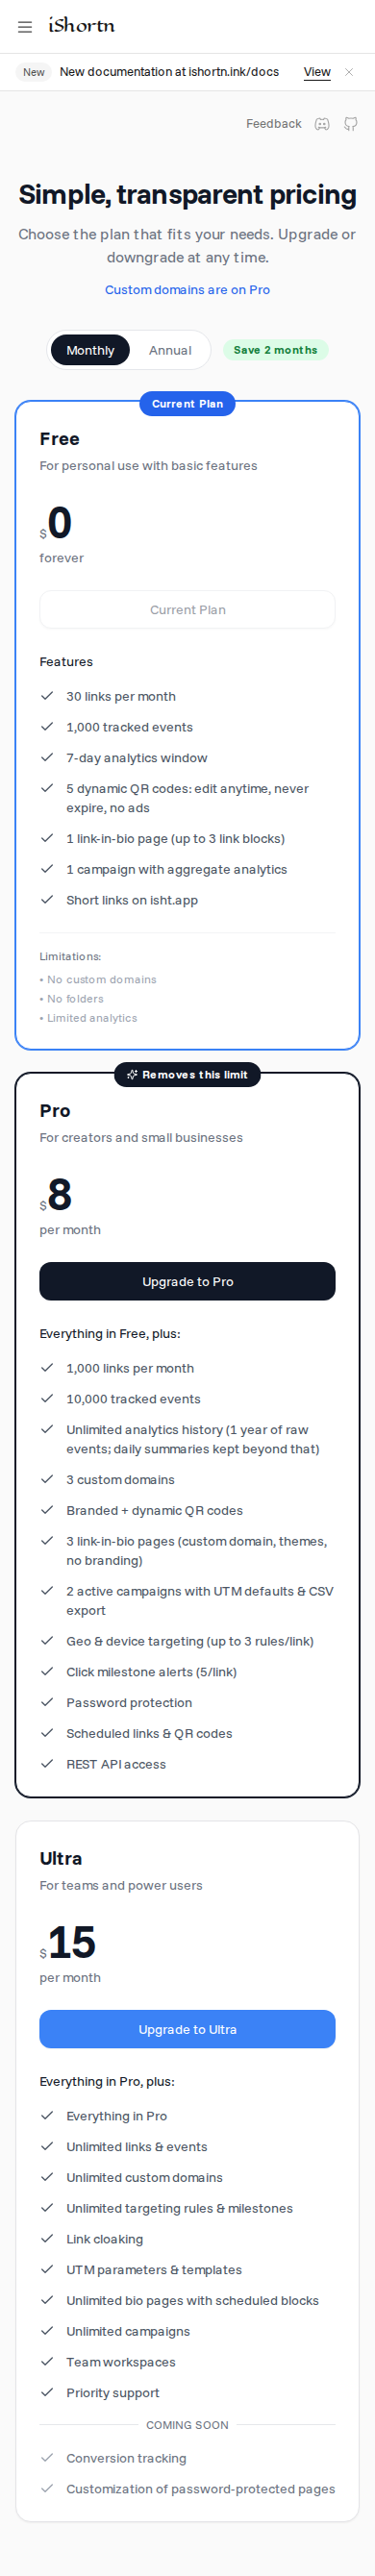 iShortn
New New documentation at ishortn.ink/docs View
Feedback
Simple, transparent pricing
Choose the plan that fits your needs. Upgrade or
downgrade at any time.
Custom domains are on Pro
Monthly Annual Save 2 months
Current Plan
Free
For personal use with basic features
$0
forever
Current Plan
Features
30 links per month
1,000 tracked events
7-day analytics window
5 dynamic QR codes: edit anytime, never
expire, no ads
1 link-in-bio page (up to 3 link blocks)
1 campaign with aggregate analytics
Short links on isht.app
Limitations:
• No custom domains
• No folders
• Limited analytics
Removes this limit
Pro
For creators and small businesses
$8
per month
Upgrade to Pro
Everything in Free, plus:
1,000 links per month
10,000 tracked events
Unlimited analytics history (1 year of raw
events; daily summaries kept beyond that)
3 custom domains
Branded + dynamic QR codes
3 link-in-bio pages (custom domain, themes,
no branding)
2 active campaigns with UTM defaults & CSV
export
Geo & device targeting (up to 3 rules/link)
Click milestone alerts (5/link)
Password protection
Scheduled links & QR codes
REST API access
Ultra
For teams and power users
$15
per month
Upgrade to Ultra
Everything in Pro, plus:
Everything in Pro
Unlimited links & events
Unlimited custom domains
Unlimited targeting rules & milestones
Link cloaking
UTM parameters & templates
Unlimited bio pages with scheduled blocks
Unlimited campaigns
Team workspaces
Priority support
COMING SOON
Conversion tracking
Customization of password-protected pages